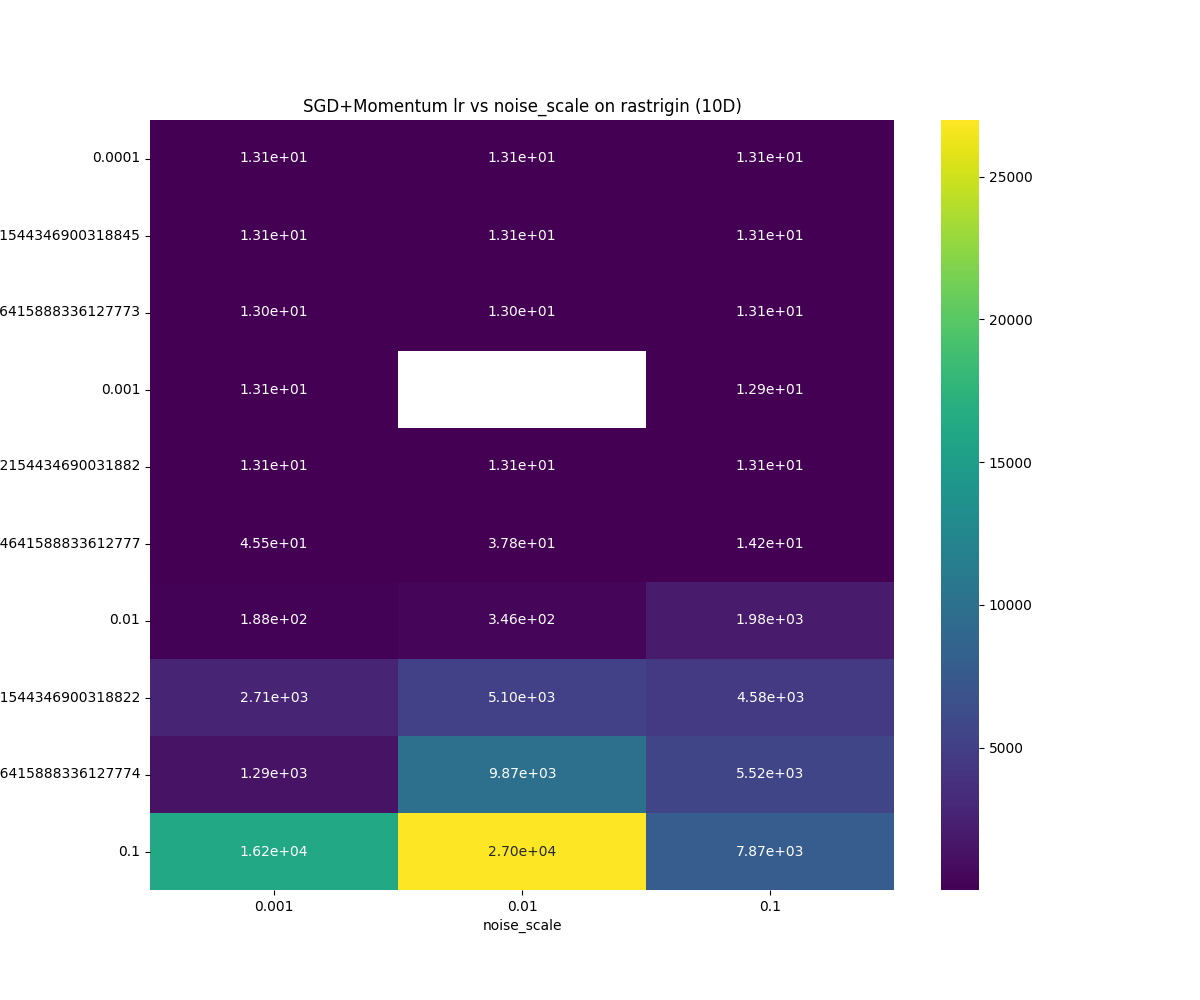 SGD+Momentum lr vs noise_scale on rastrigin (10D)
0.0001 1.31e+01 1.31e+01 1.31e+01
1544346900318845 1.31e+01 1.31e+01 1.31e+01
6415888336127773 1.30e+01 1.30e+01 1.31e+01
0.001 1.31e+01 1.29e+01
2154434690031882 1.31e+01 1.31e+01 1.31e+01
4641588833612777 4.55e+01 3.78e+01 1.42e+01
0.01 1.88e+02 3.46e+02 1.98e+03
1544346900318822 2.71e+03 5.10e+03 4.58e+03
6415888336127774 1.29e+03 9.87e+03 5.52e+03
0.1 1.62e+04 2.70e+04 7.87e+03
0.001 0.01 0.1
noise_scale
25000
20000
15000
10000
5000